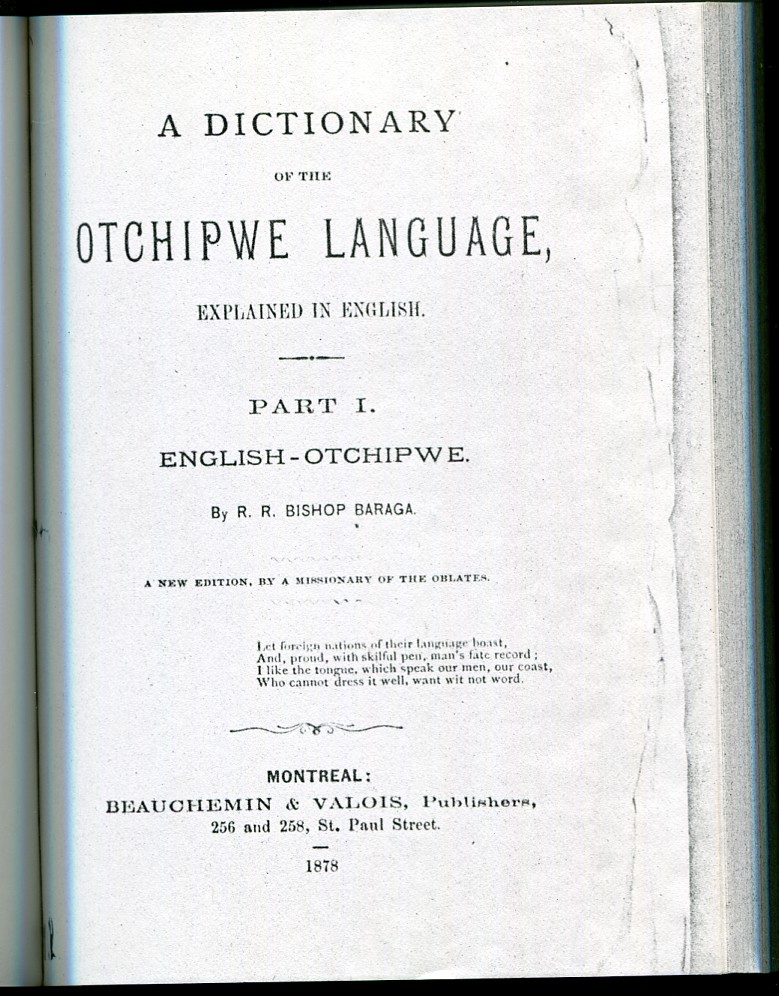 A DICTIONARY
OF THE
OTCHIPWE LANGUAGE,
EXPLAINED IN ENGLISH.
PART I.
ENGLISH-OTCHIPWE.
By R. R. BISHOP BARAGA.
A NEW EDITION, BY A MISSIONARY OF THE OBLATES.
Let foreign nations of their language boast,
And, proud, with skilful pen, man's fate record ;
I like the tongue, which speak our men, our coast,
Who cannot dress it well, want wit not word.
MONTREAL:
BEAUCHEMIN & VALOIS, Publishers,
256 and 258, St. Paul Street.
1878